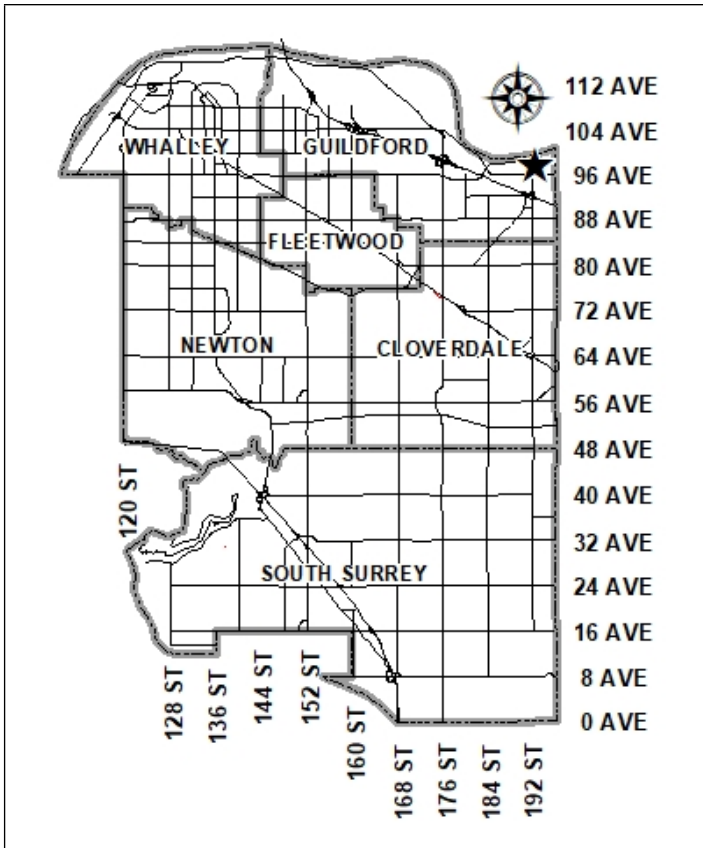 112 AVE
104 AVE
WHALLEY
GUILDFORD
96 AVE
88 AVE
FLEETWOOD
80 AVE
72 AVE
NEWTON
CLOVERDALE
64 AVE
56 AVE
48 AVE
120 ST
40 AVE
32 AVE
SOUTH SURREY
24 AVE
16 AVE
128 ST
136 ST
144 ST
152 ST
160 ST
8 AVE
0 AVE
168 ST
176 ST
184 ST
192 ST